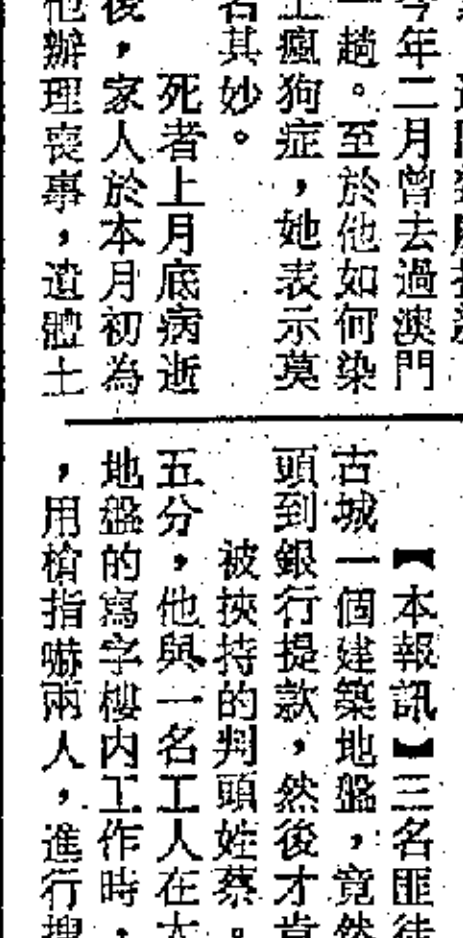 今年二月曾去過澳門
一趟。至於他如何染
上瘋狗症，她表示莫
名其妙。
死者上月底病逝
後，家人於本月初為
他辦理喪事，遺體土
【本報訊】三名匪徒
古城一個建築地盤，竟然
頭到銀行提款，然後才肯
被挾持的判頭姓蔡。
五分，他與一名工人在大
地盤的寫字樓內工作時，
，用槍指嚇兩人，進行搜